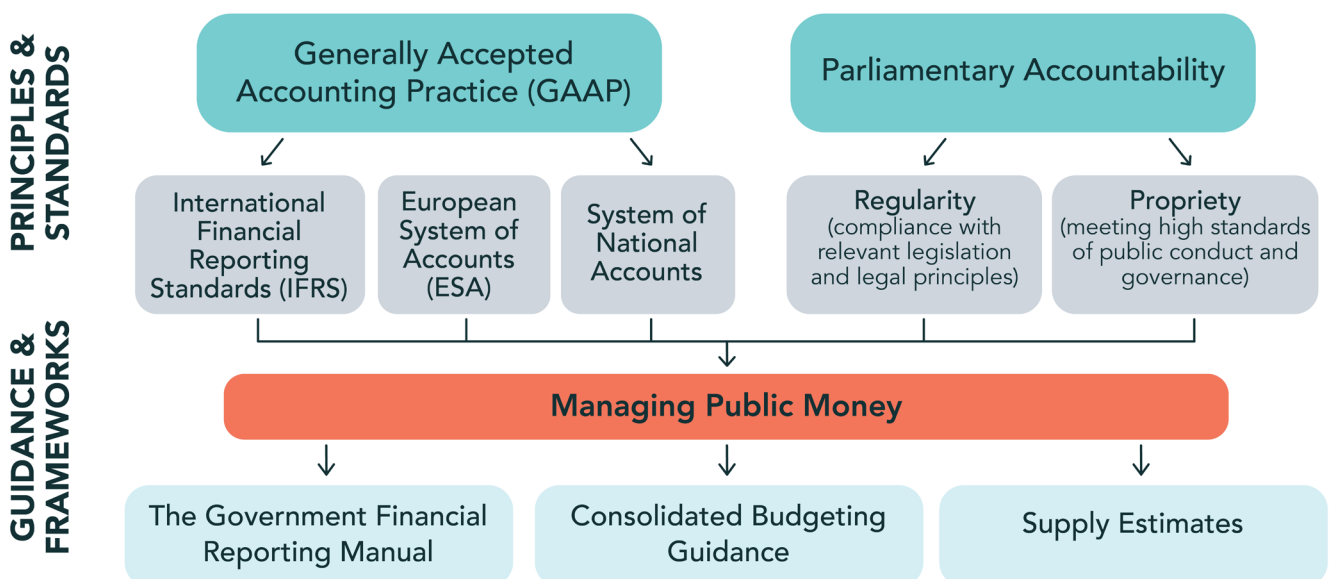 PRINCIPLES &
STANDARDS
Generally Accepted
Accounting Practice (GAAP)
Parliamentary Accountability
International
Financial
Reporting
Standards (IFRS)
European
System of
Accounts
(ESA)
System of
National
Accounts
Regularity
(compliance with
relevant legislation
and legal principles)
Propriety
(meeting high standards
of public conduct and
governance)
GUIDANCE &
FRAMEWORKS
Managing Public Money
The Government Financial
Reporting Manual
Consolidated Budgeting
Guidance
Supply Estimates